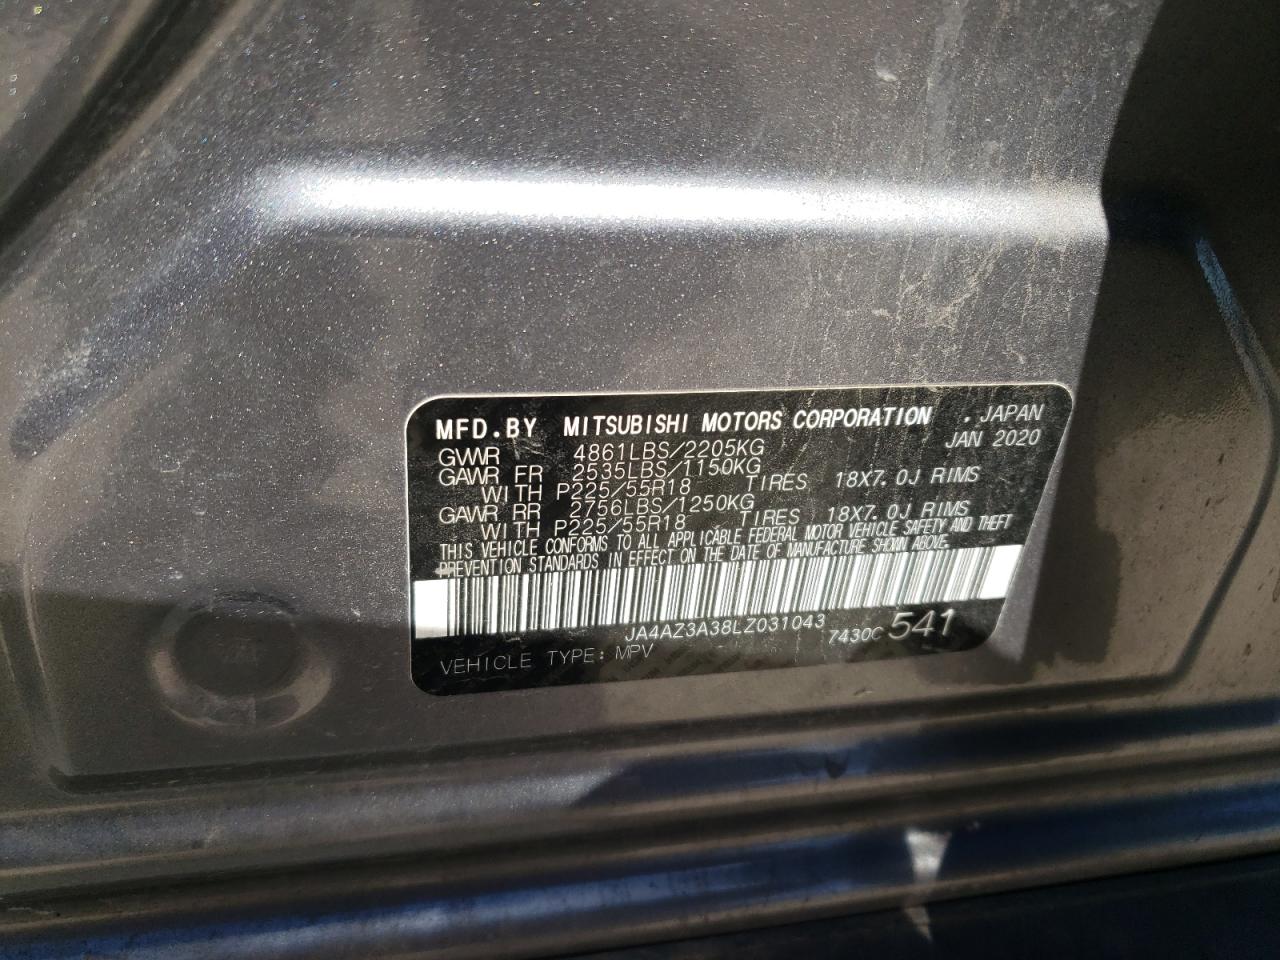 MFD.BY MITSUBISHI MOTORS CORPORATION . JAPAN
GVWR 4861LBS/2205KG JAN 2020
GAWR FR 2535LBS/1150KG
WITH P225/55R18 TIRES 18X7.0J RIMS
GAWR RR 2756LBS/1250KG
WITH P225/55R18 TIRES 18X7.0J RIMS
THIS VEHICLE CONFORMS TO ALL APPLICABLE FEDERAL MOTOR VEHICLE SAFETY AND THEFT
PREVENTION STANDARDS IN EFFECT ON THE DATE OF MANUFACTURE SHOWN ABOVE.
JA4AZ3A38LZ031043 7430C 541
VEHICLE TYPE: MPV